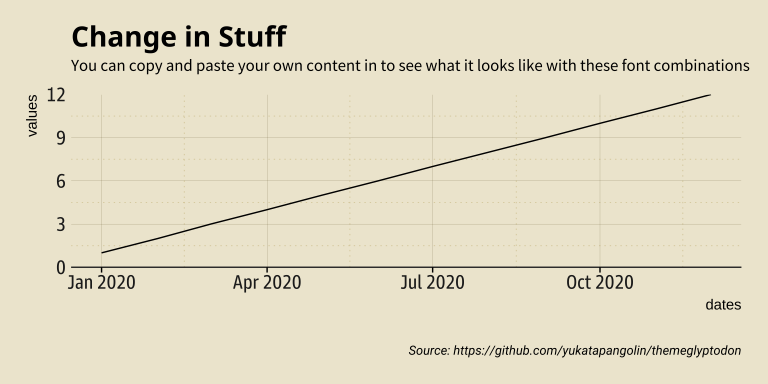 Change in Stuff
You can copy and paste your own content in to see what it looks like with these font combinations
values
12
9
6
3
0
Jan 2020 Apr 2020 Jul 2020 Oct 2020
dates
Source: https://github.com/yukatapangolin/themeglyptodon